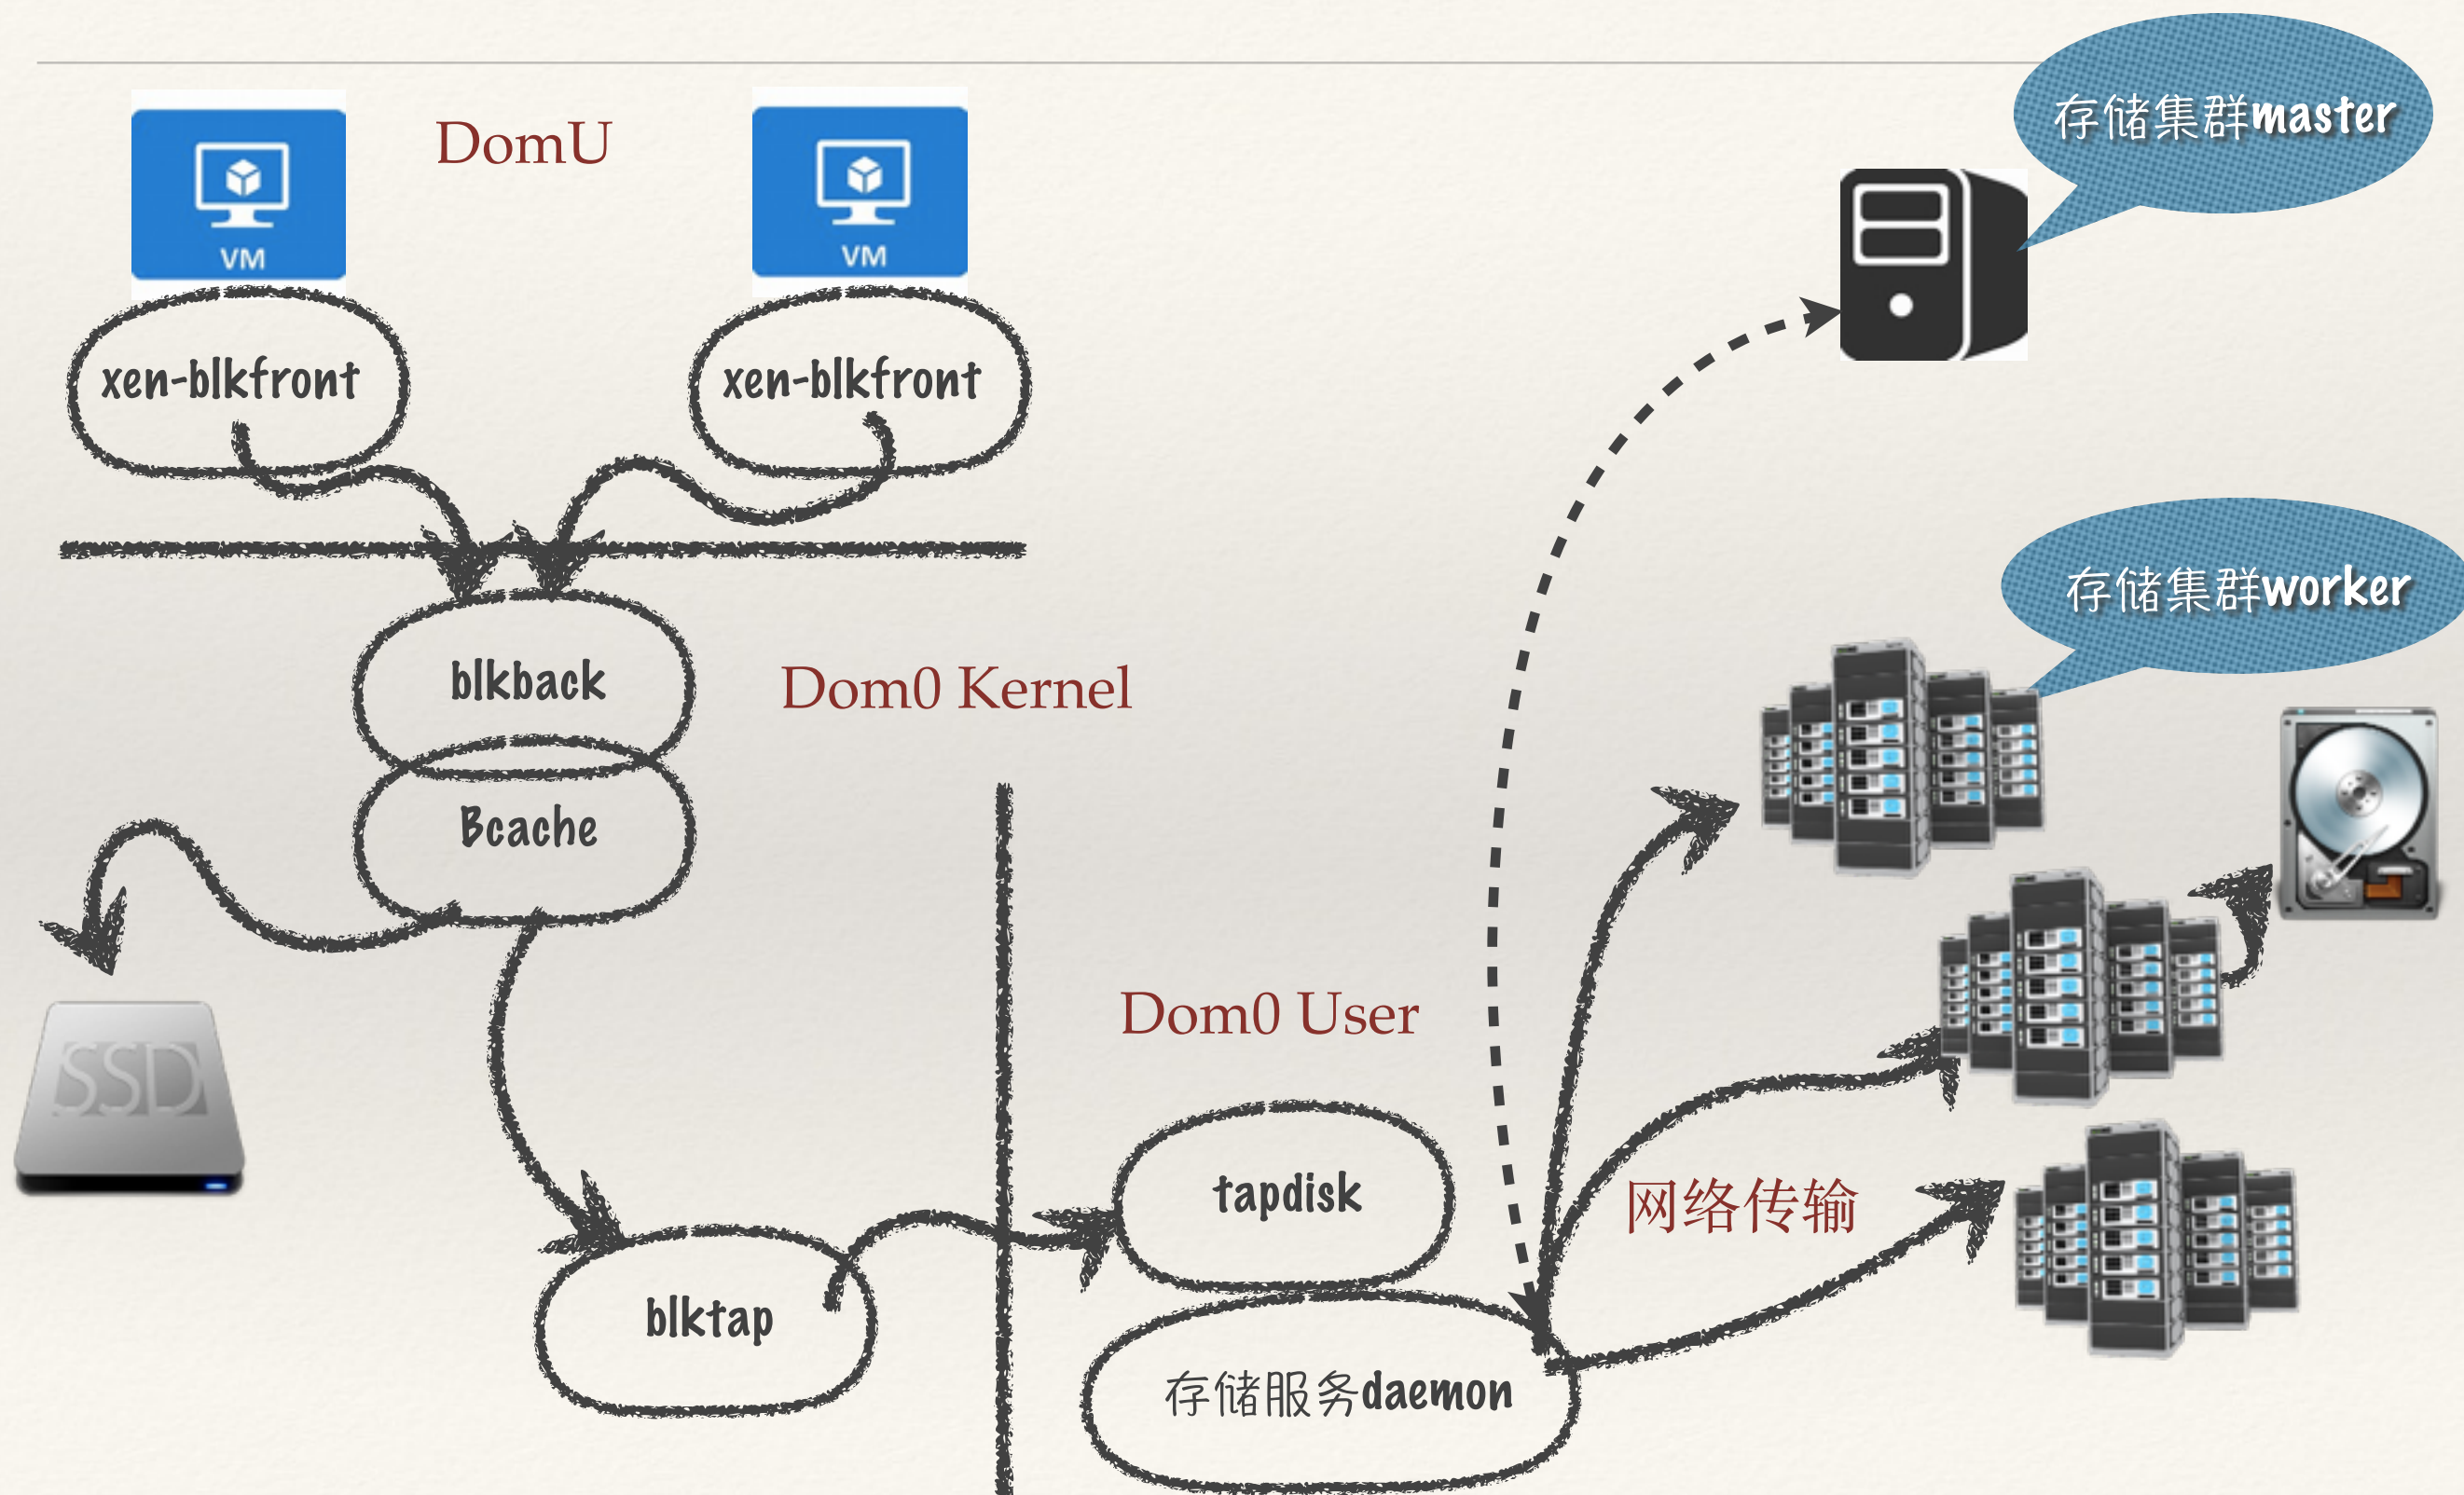 存储集群master
DomU
VM
VM
xen-blkfront
xen-blkfront
存储集群worker
blkback
Dom0 Kernel
Bcache
Dom0 User
SSD
tapdisk
网络传输
blktap
存储服务daemon